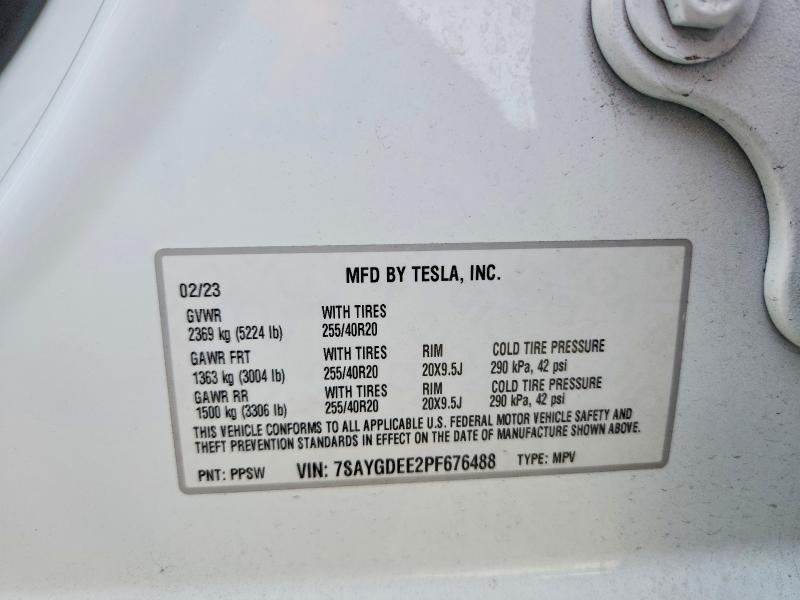 MFD BY TESLA, INC.
02/23
GVWR WITH TIRES
2369 kg (5224 lb) 255/40R20
GAWR FRT WITH TIRES RIM COLD TIRE PRESSURE
1363 kg (3004 lb) 255/40R20 20X9.5J 290 kPa, 42 psi
GAWR RR WITH TIRES RIM COLD TIRE PRESSURE
1500 kg (3306 lb) 255/40R20 20X9.5J 290 kPa, 42 psi
THIS VEHICLE CONFORMS TO ALL APPLICABLE U.S. FEDERAL MOTOR VEHICLE SAFETY AND
THEFT PREVENTION STANDARDS IN EFFECT ON THE DATE OF MANUFACTURE SHOWN ABOVE.
PNT: PPSW VIN: 7SAYGDEE2PF676488 TYPE: MPV